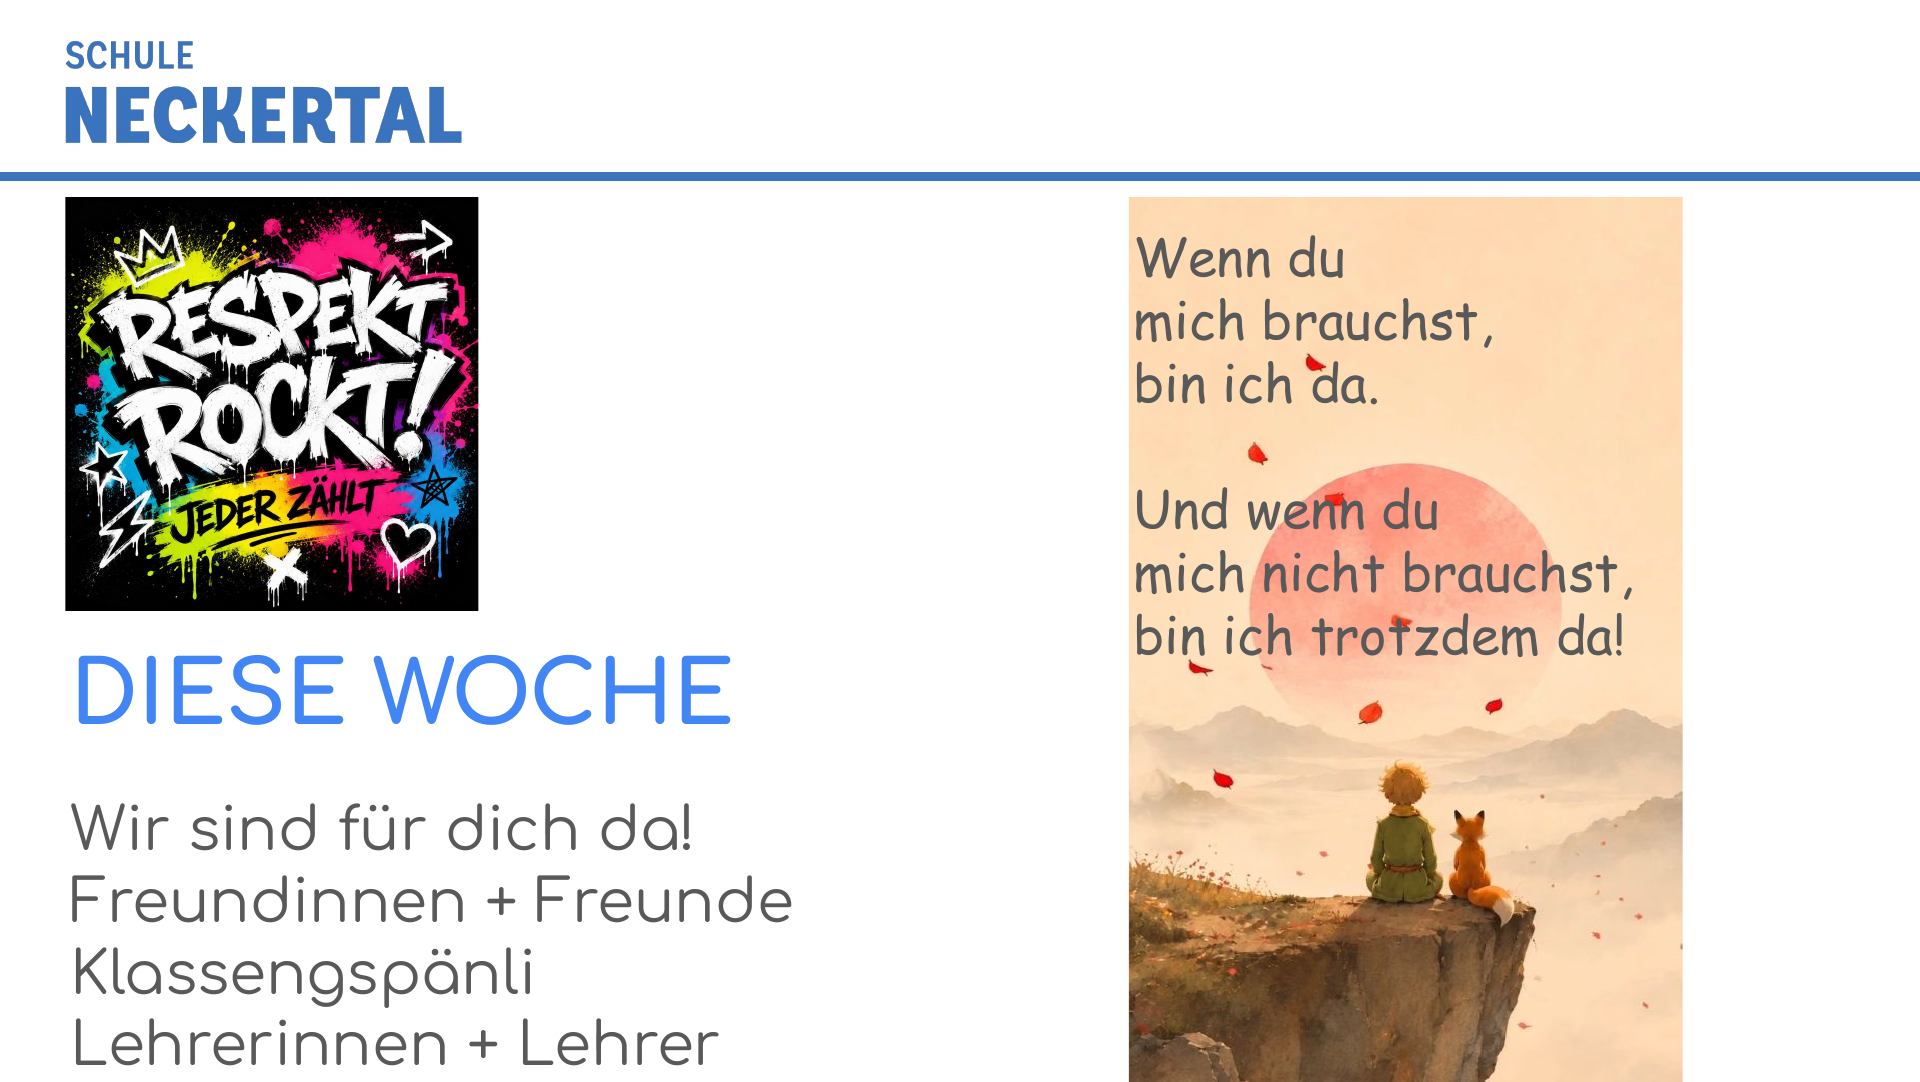 SCHULE
NECKERTAL
RESPEKT
ROCKT!
JEDER ZÄHLT
DIESE WOCHE
Wir sind für dich da!
Freundinnen + Freunde
Klassengspänli
Lehrerinnen + Lehrer
Wenn du
mich brauchst,
bin ich da.
Und wenn du
mich nicht brauchst,
bin ich trotzdem da!